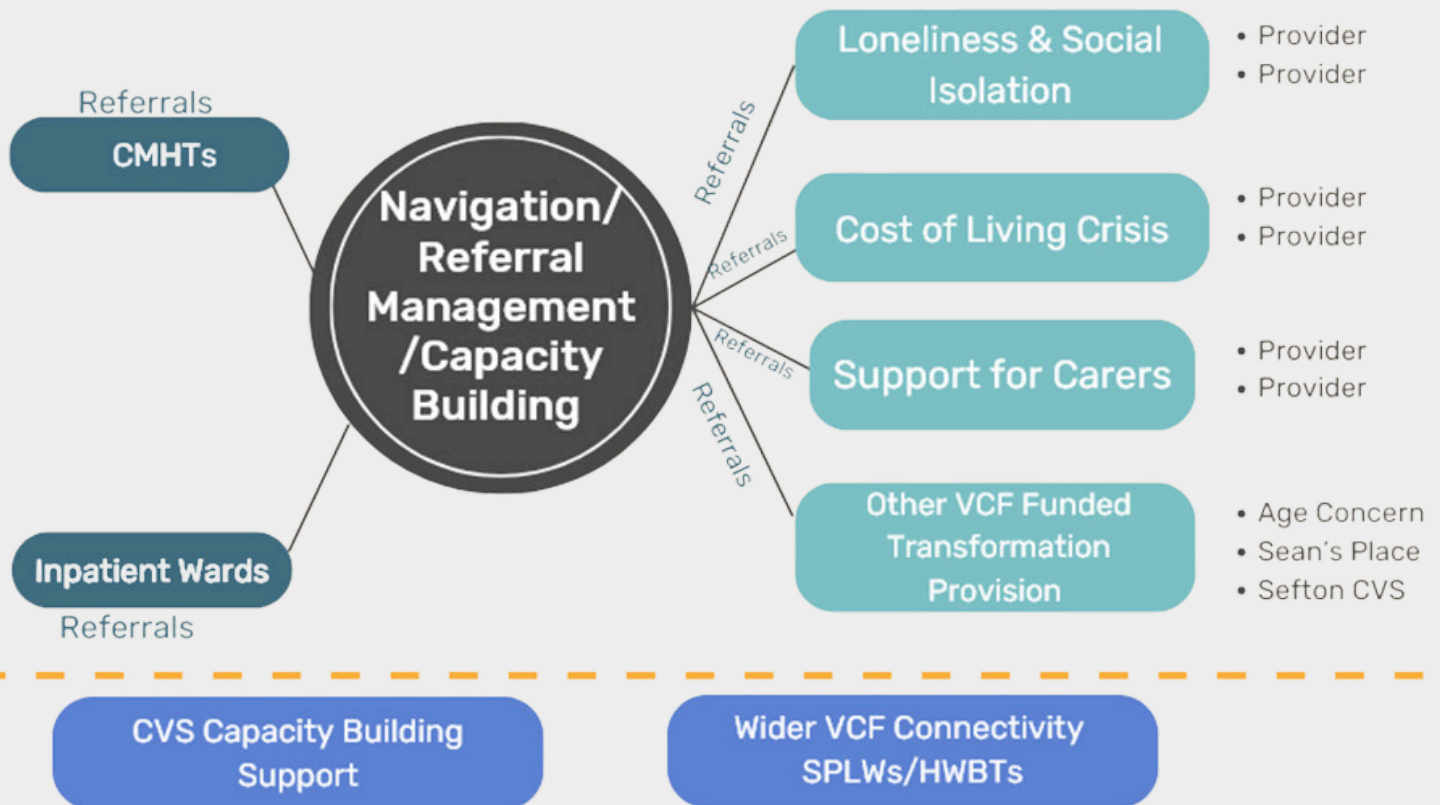 Referrals
CMHTs
Inpatient Wards
Referrals
Navigation/
Referral
Management
/Capacity
Building
Referrals
Referrals
Referrals
Referrals
Loneliness & Social
Isolation
• Provider
• Provider
Cost of Living Crisis
• Provider
• Provider
Support for Carers
• Provider
• Provider
Other VCF Funded
Transformation
Provision
• Age Concern
• Sean's Place
• Sefton CVS
CVS Capacity Building
Support
Wider VCF Connectivity
SPLWs/HWBTs